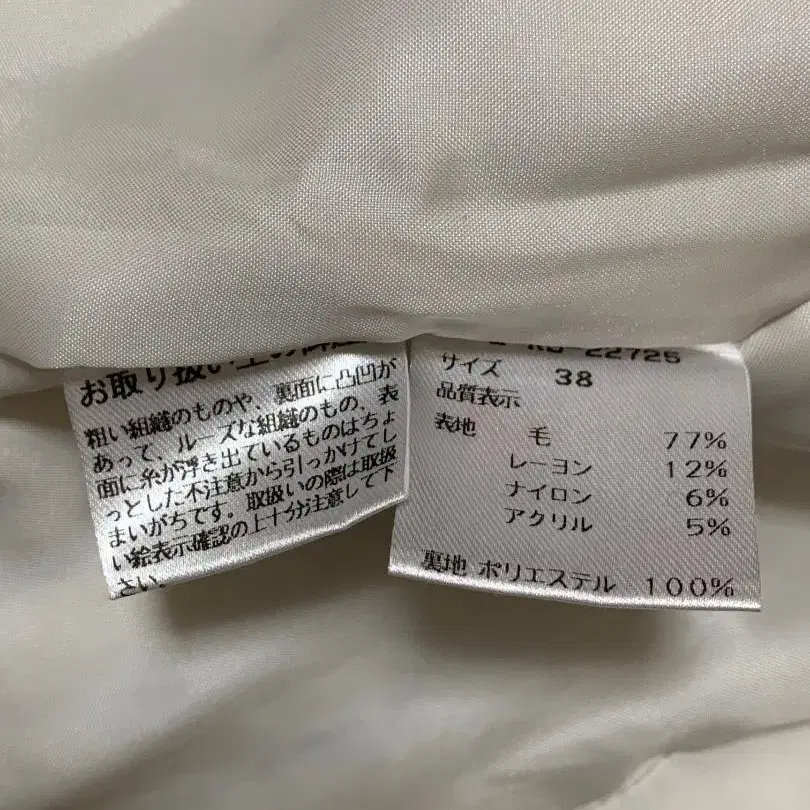 お取り扱い上の御注意
粗い組織のものや、裏面に凸凹が
あって、ルーズな組織のもの、表
面に糸が浮き出ているものはちょ
っとした不注意から引っかけてし
まいがちです。取扱いの際は取扱
い絵表示確認の上十分注意して下
さい。
22725
サイズ 38
品質表示
表地 毛 77%
レーヨン 12%
ナイロン 6%
アクリル 5%
裏地 ポリエステル 100%